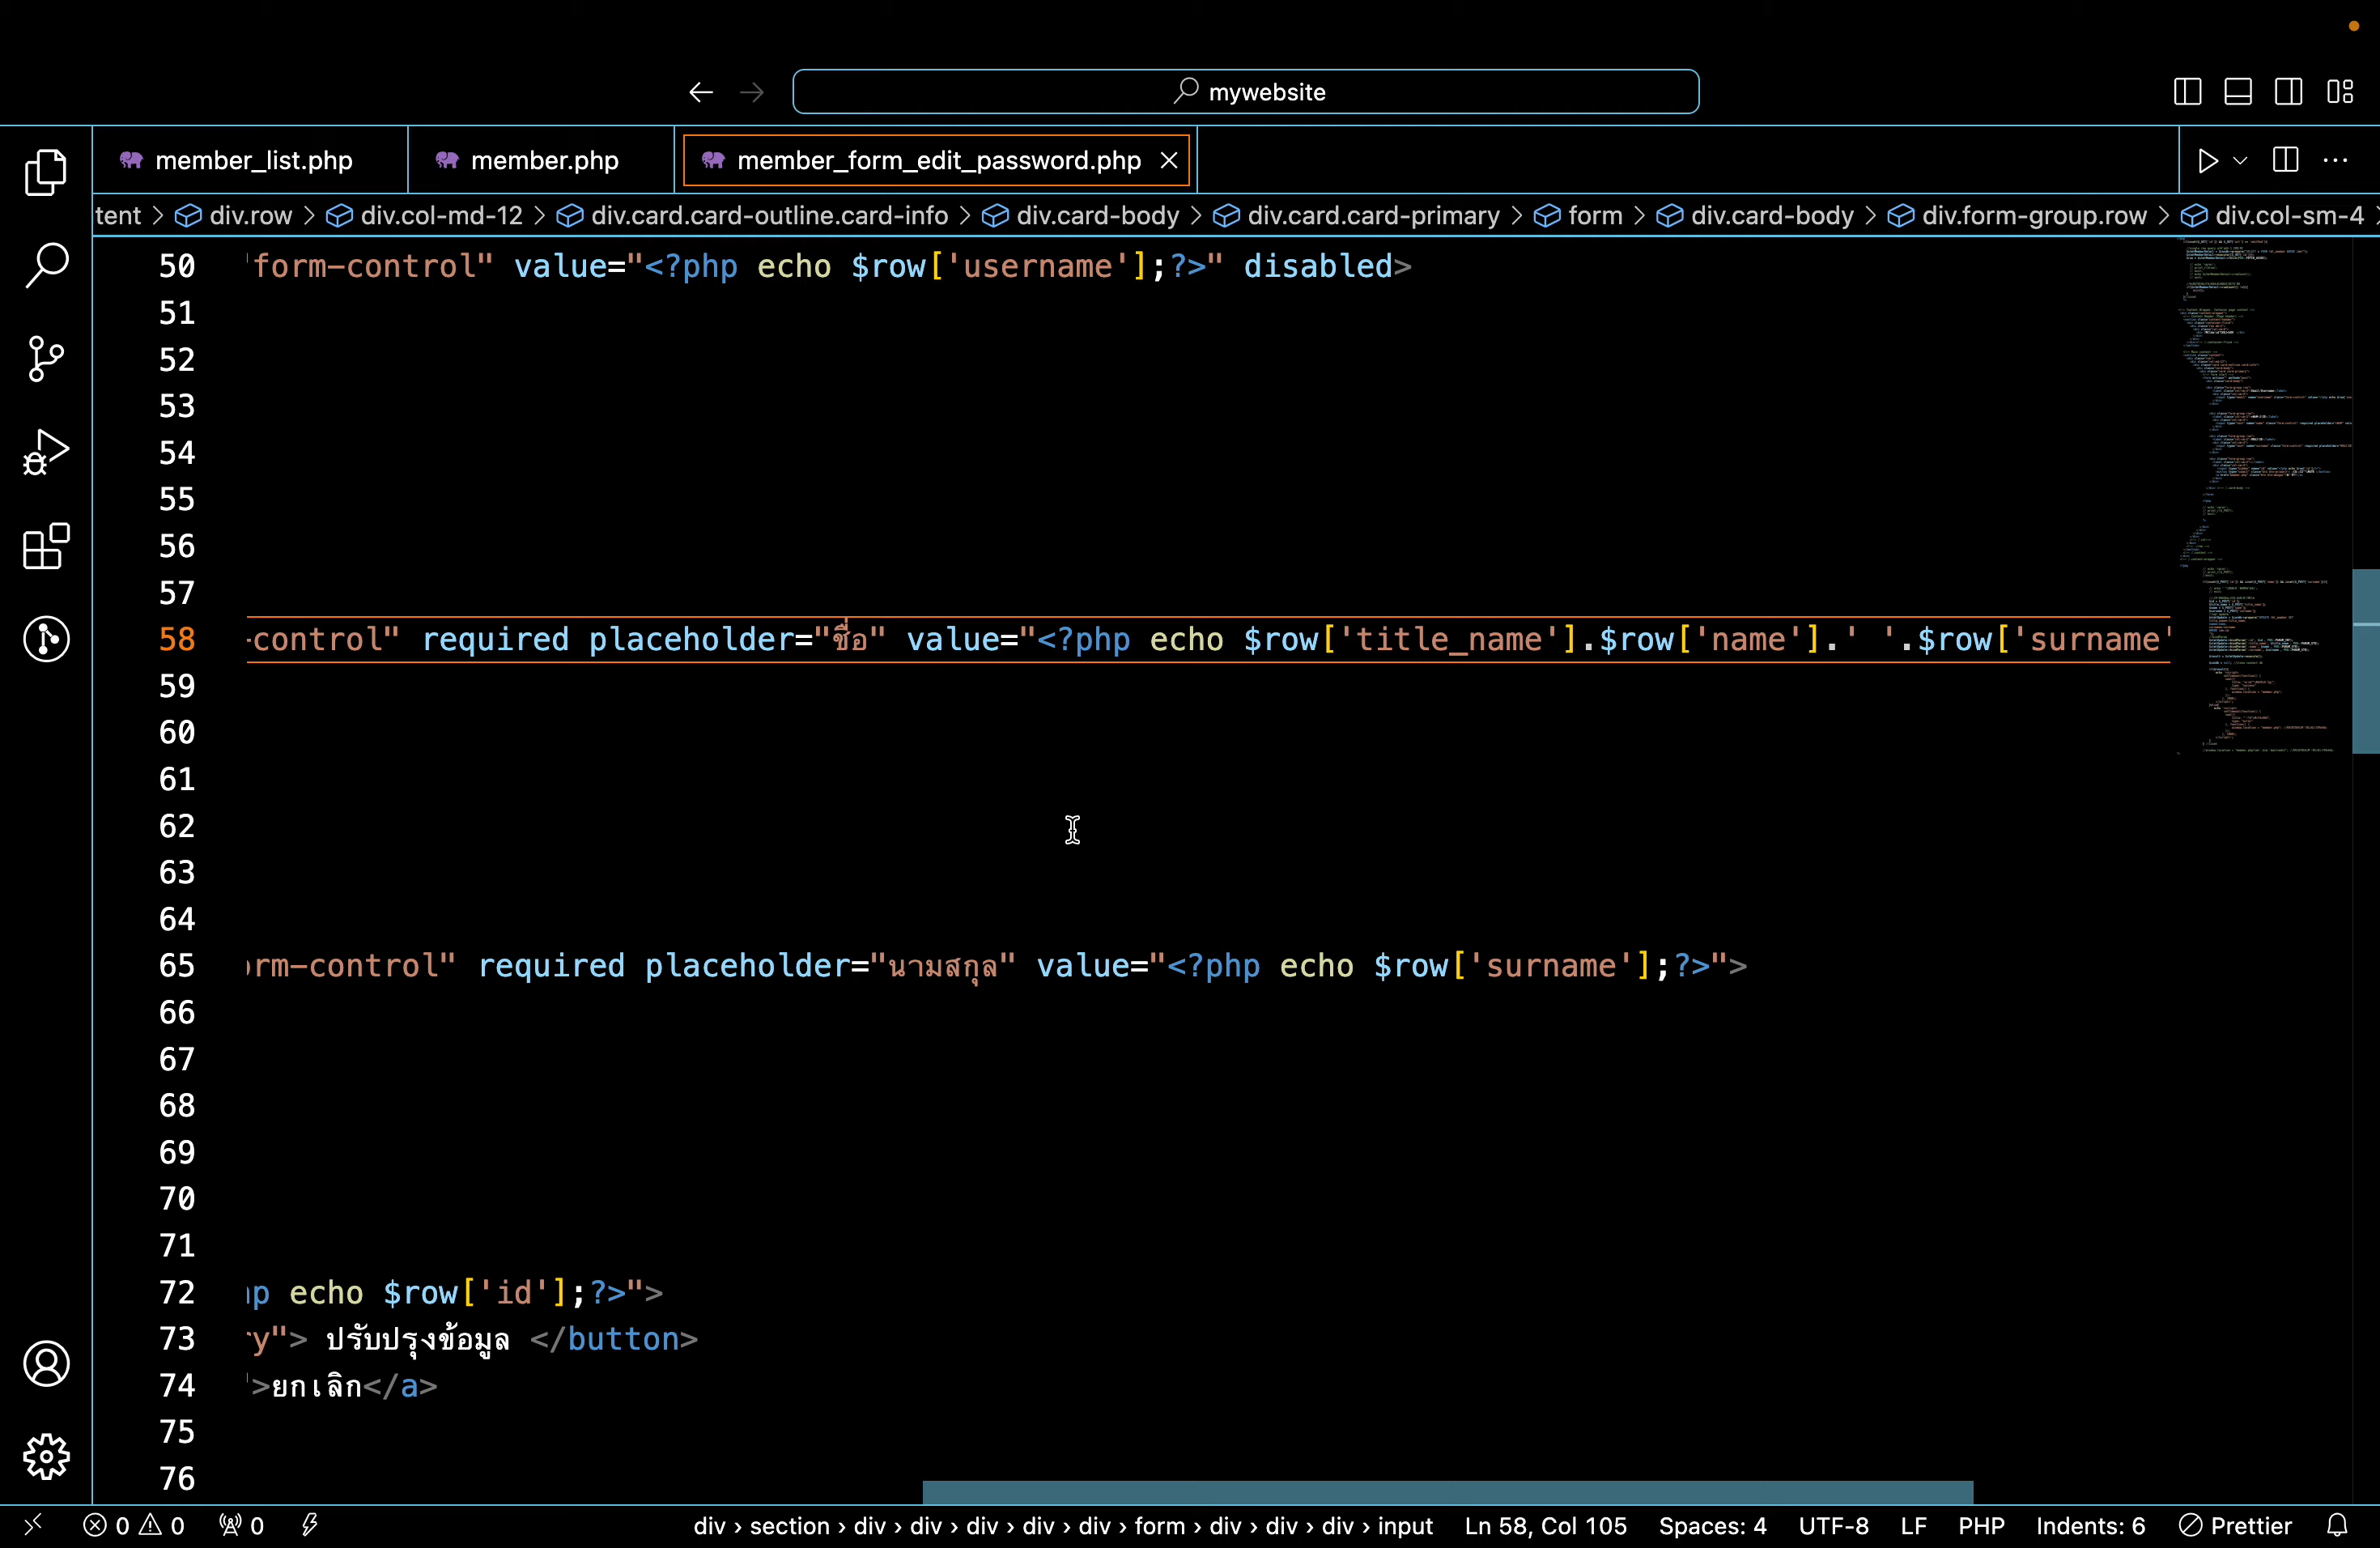 mywebsite
member_list.php
member.php
member_form_edit_password.php
tent > div.row > div.col-md-12 > div.card.card-outline.card-info > div.card-body > div.card.card-primary > form > div.card-body > div.form-group.row > div.col-sm-4
50 'form-control" value="<?php echo $row['username'];?>" disabled>
51
52
53
54
55
56
57
58 -control" required placeholder="ชื่อ" value="<?php echo $row['title_name'].$row['name'].' '.$row['surname'
59
60
61
62
63
64
65 orm-control" required placeholder="นามสกุล" value="<?php echo $row['surname'];?>">
66
67
68
69
70
71
72 hp echo $row['id'];?>">
73 ry"> ปรับปรุงข้อมูล </button>
74 ">ยกเลิก</a>
75
76
0 0 0 div › section › div › div › div › div › div › form › div › div › div › input Ln 58, Col 105 Spaces: 4 UTF-8 LF PHP Indents: 6 Prettier